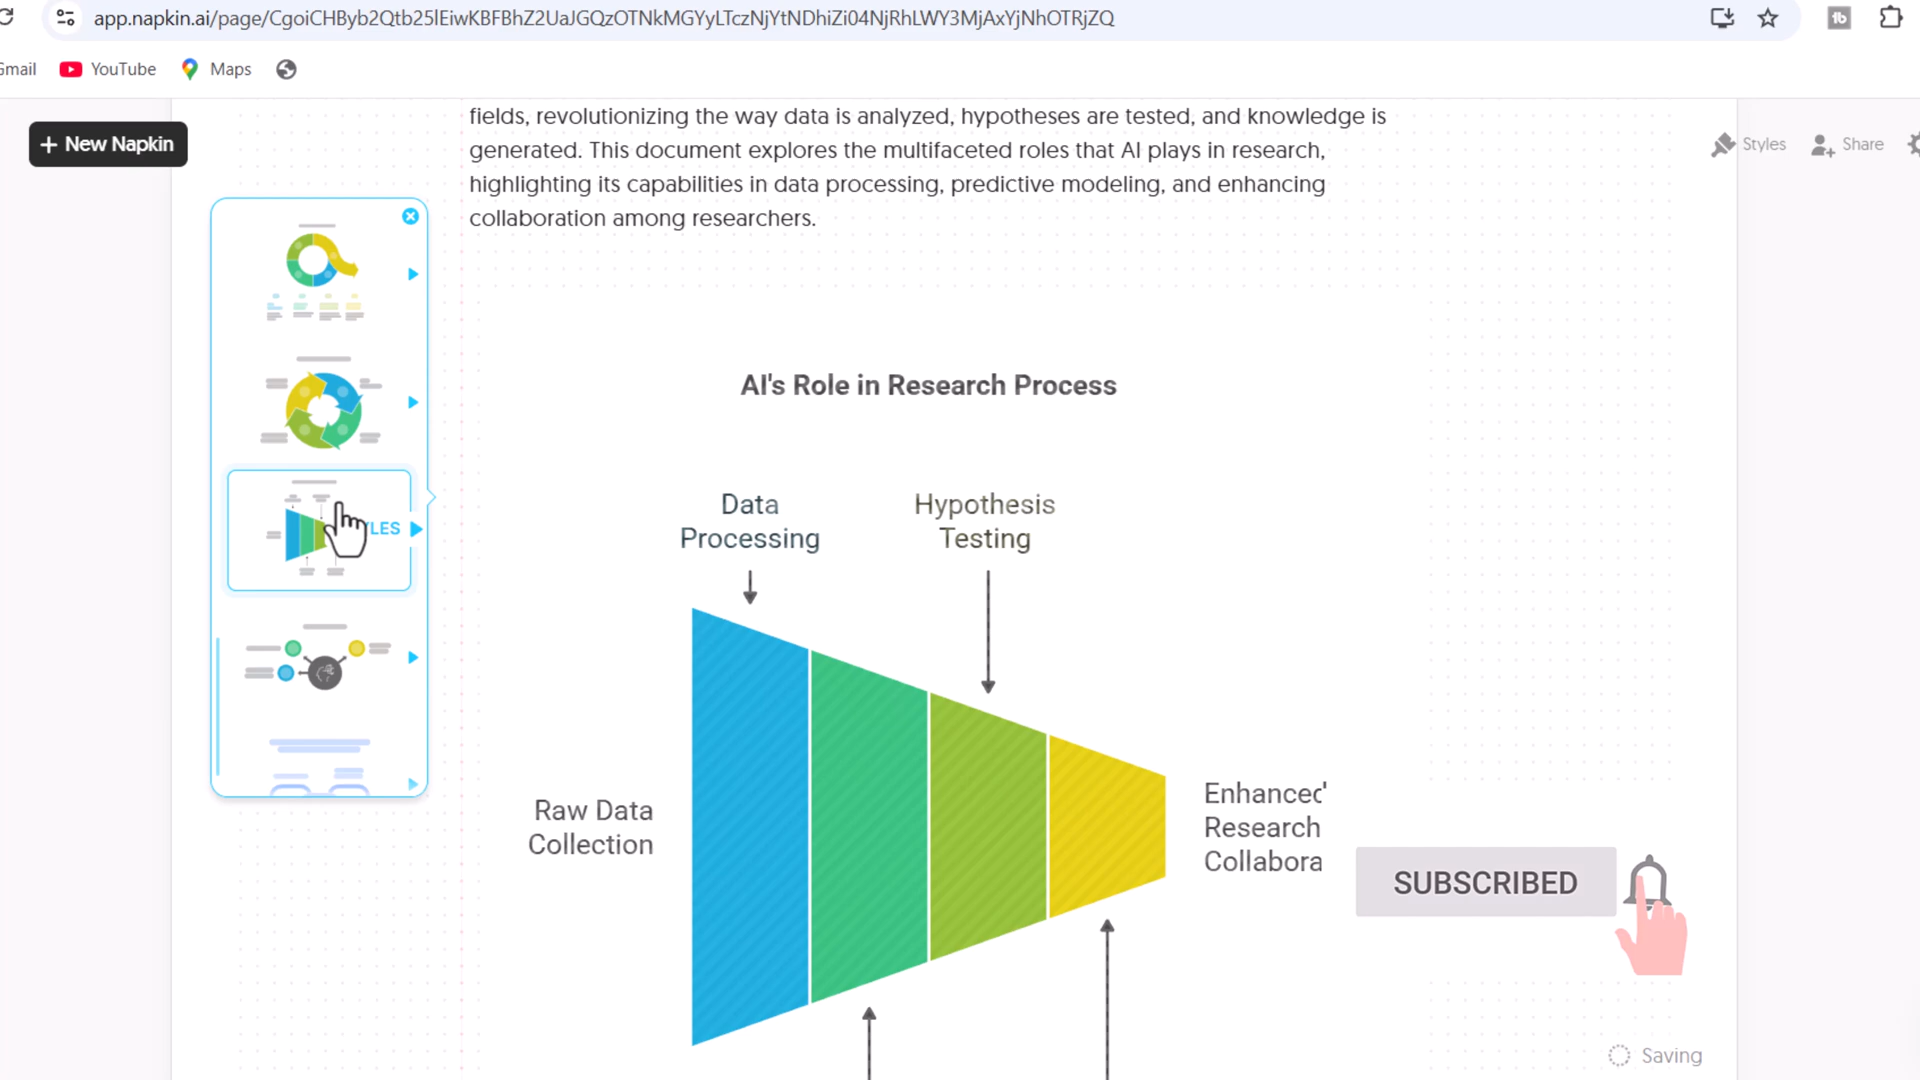 app.napkin.ai/page/CgoiCHByb2Qtb25lEiwKBFBhZ2UaJGQzOTNkMGYyLTczNjYtNDhiZi04NjRhLWY3MjAxYjNhOTRjZQ
Gmail YouTube Maps
+ New Napkin
Styles Share
fields, revolutionizing the way data is analyzed, hypotheses are tested, and knowledge is
generated. This document explores the multifaceted roles that AI plays in research,
highlighting its capabilities in data processing, predictive modeling, and enhancing
collaboration among researchers.
AI's Role in Research Process
Data
Processing
Hypothesis
Testing
Raw Data
Collection
Enhanced
Research
Collabora
SUBSCRIBED
Saving